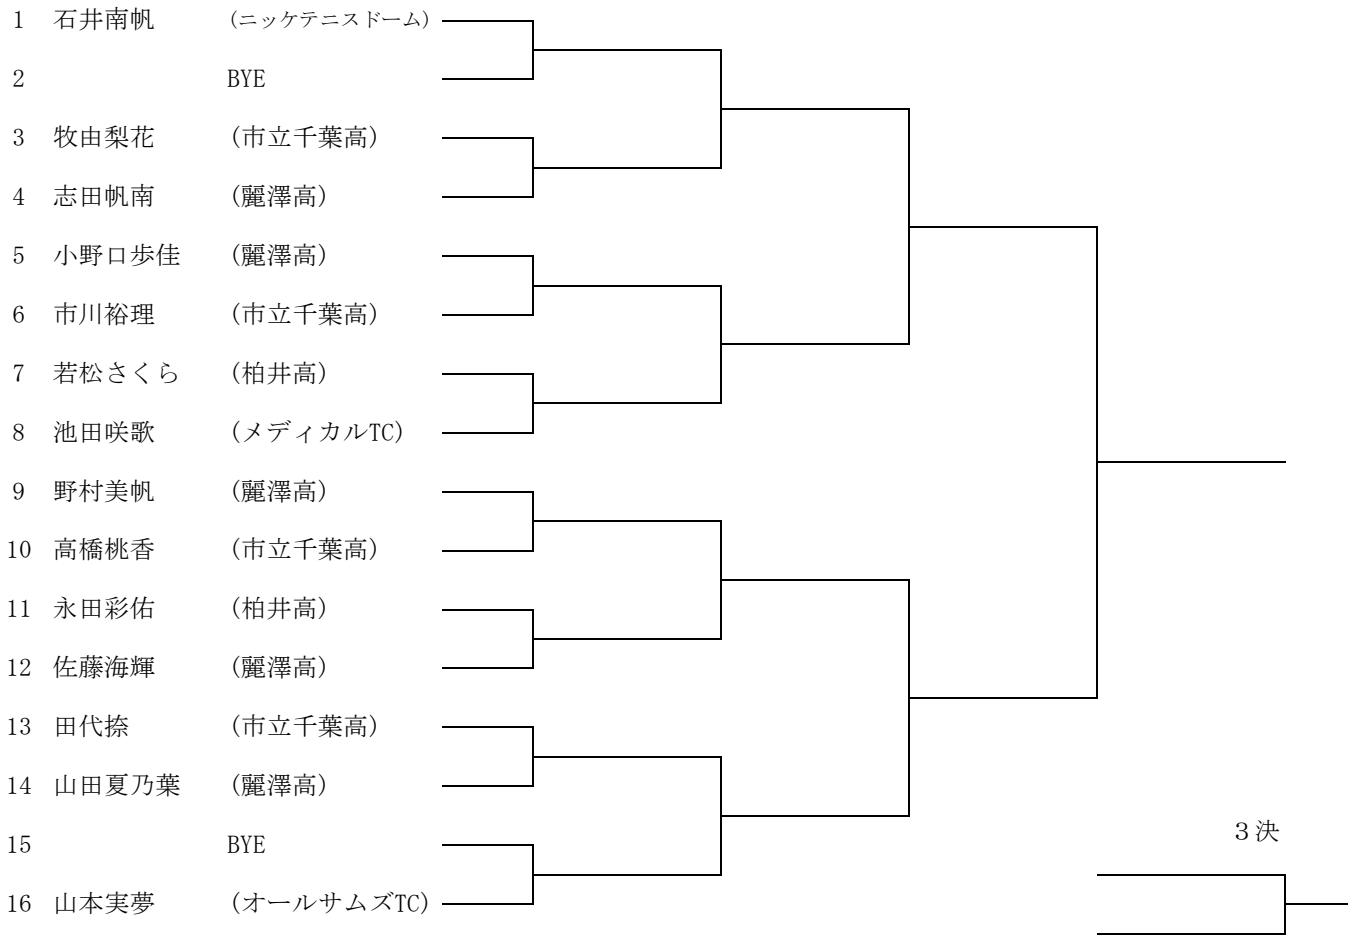 1 石井南帆 (ニッケテニスドーム)
2 BYE
3 牧由梨花 (市立千葉高)
4 志田帆南 (麗澤高)
5 小野口歩佳 (麗澤高)
6 市川裕理 (市立千葉高)
7 若松さくら (柏井高)
8 池田咲歌 (メディカルTC)
9 野村美帆 (麗澤高)
10 高橋桃香 (市立千葉高)
11 永田彩佑 (柏井高)
12 佐藤海輝 (麗澤高)
13 田代捺 (市立千葉高)
14 山田夏乃葉 (麗澤高)
３決
15 BYE
16 山本実夢 (オールサムズTC)